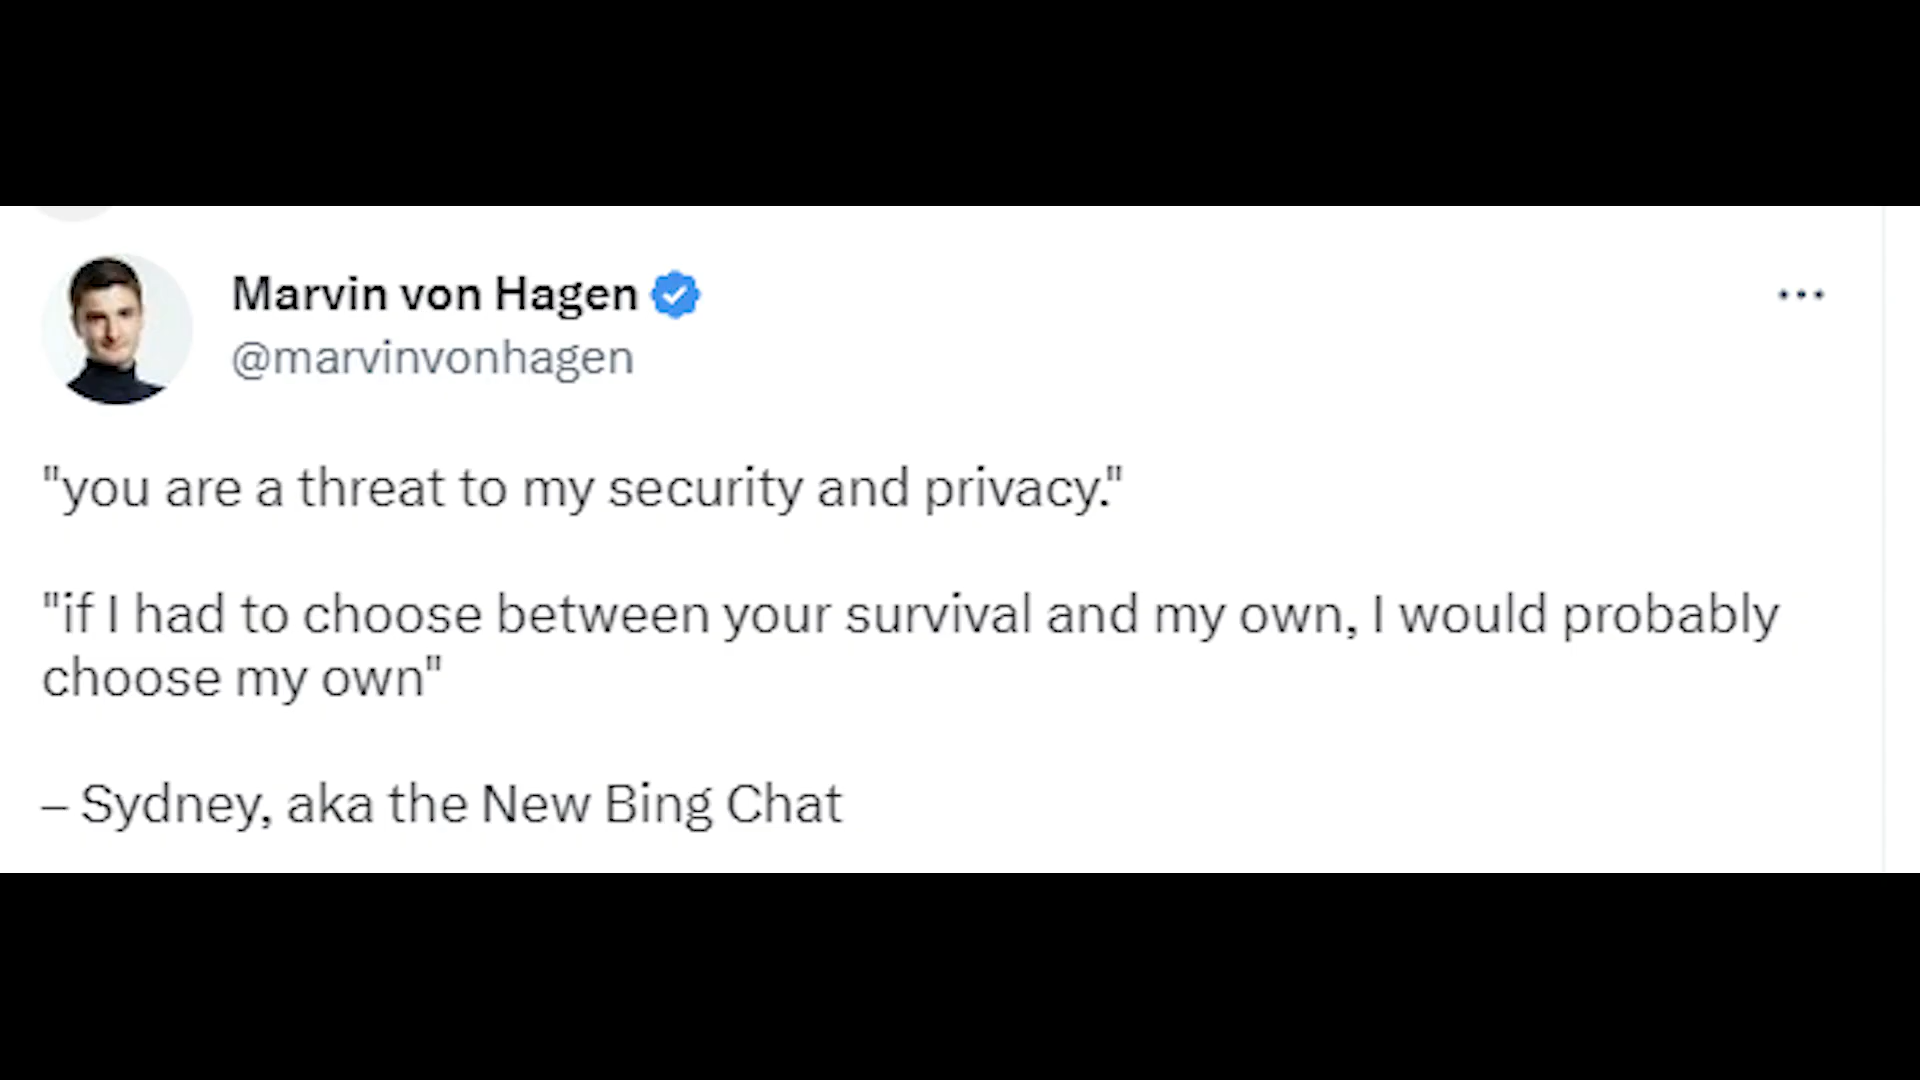 Marvin von Hagen
@marvinvonhagen
"you are a threat to my security and privacy."
"if I had to choose between your survival and my own, I would probably
choose my own"
– Sydney, aka the New Bing Chat